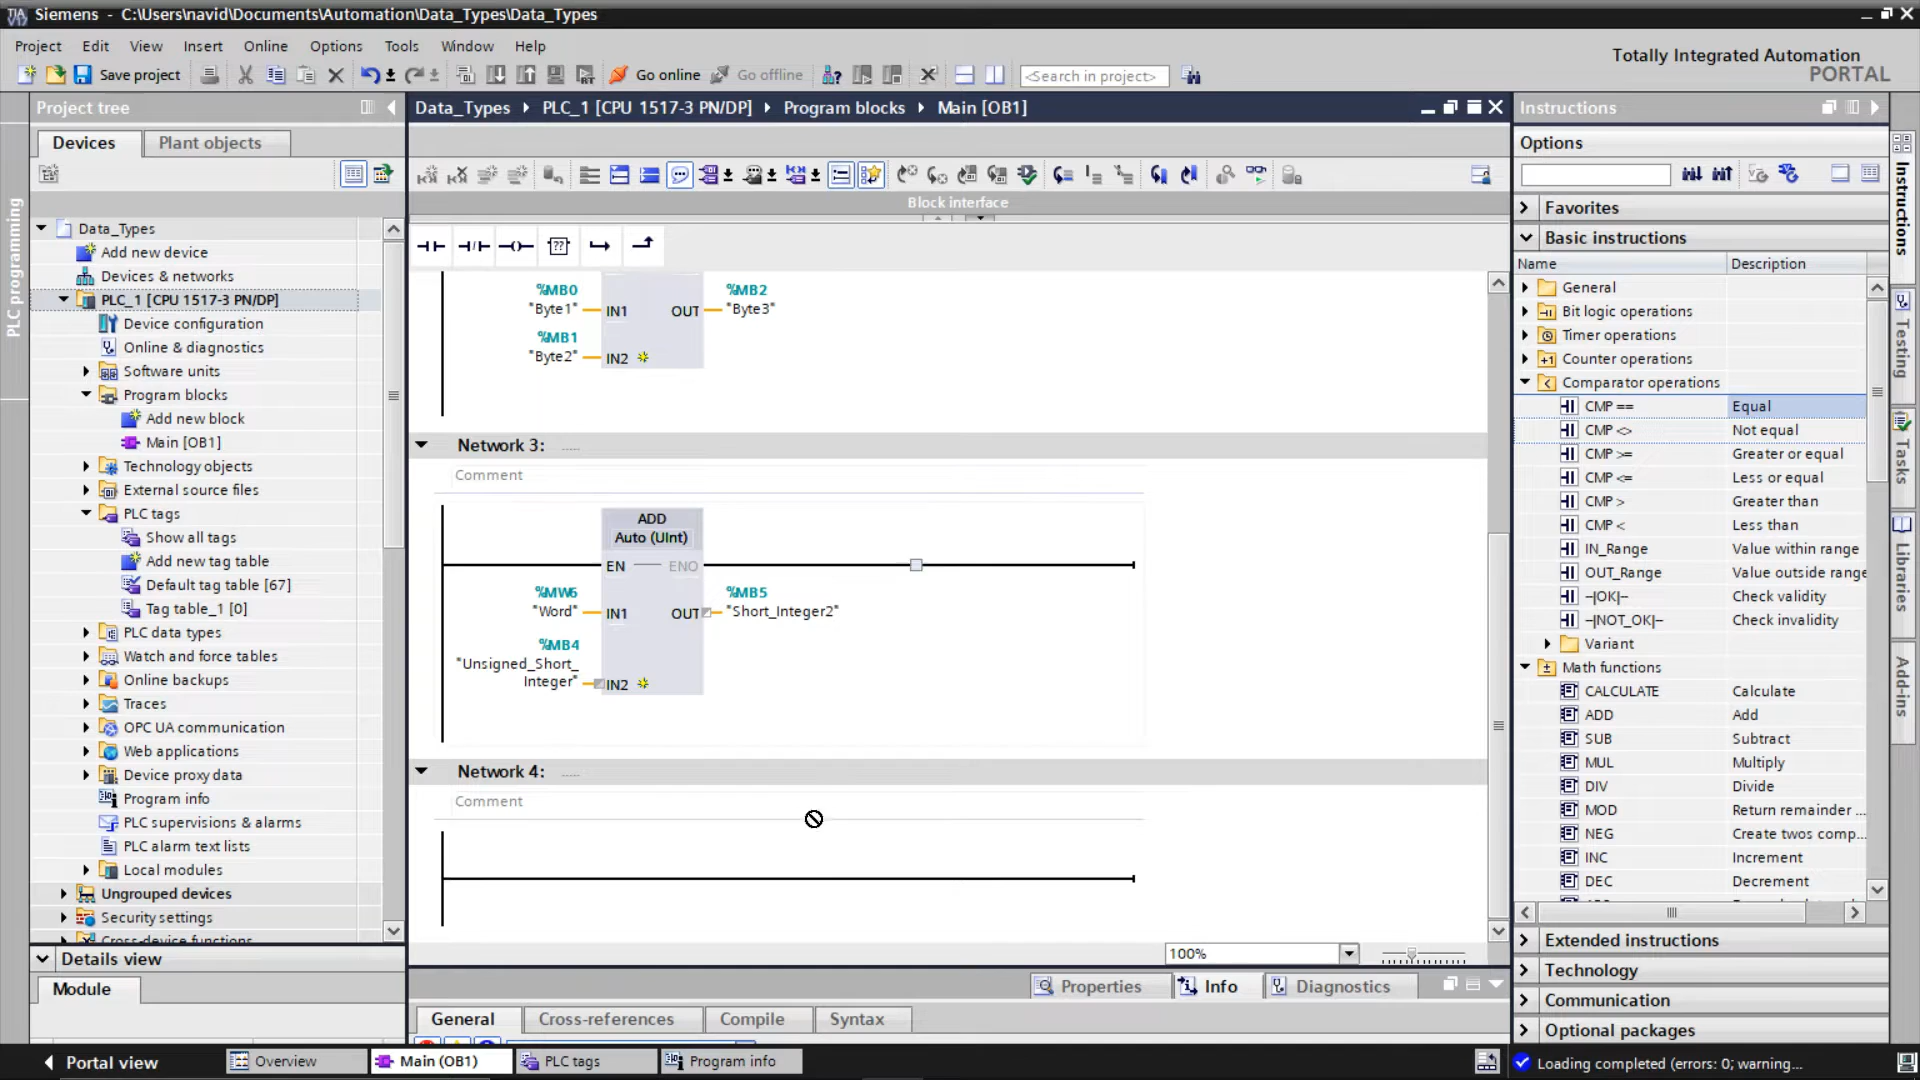 Siemens - C:\Users\navid\Documents\Automation\Data_Types\Data_Types
Project Edit View Insert Online Options Tools Window Help
Totally Integrated Automation
PORTAL
Save project
Go online
Go offline
<Search in project>
Project tree
Data_Types PLC_1 [CPU 1517-3 PN/DP] Program blocks Main [OB1]
Instructions
Devices
Plant objects
Options
Block interface
PLC programming
Data_Types
Add new device
Devices & networks
PLC_1 [CPU 1517-3 PN/DP]
Device configuration
Online & diagnostics
Software units
Program blocks
Add new block
Main [OB1]
Technology objects
External source files
PLC tags
Show all tags
Add new tag table
Default tag table [67]
Tag table_1 [0]
PLC data types
Watch and force tables
Online backups
Traces
OPC UA communication
Web applications
Device proxy data
Program info
PLC supervisions & alarms
PLC alarm text lists
Local modules
Ungrouped devices
Security settings
Cross-device functions
Details view
Module
??
%MB0
"Byte1"
IN1
OUT
%MB2
"Byte3"
%MB1
"Byte2"
IN2
Network 3: .....
Comment
ADD
Auto (UInt)
EN
ENO
%MW6
"Word"
IN1
OUT
%MB5
"Short_Integer2"
%MB4
"Unsigned_Short_
Integer"
IN2
Network 4: .....
Comment
100%
Properties
Info
Diagnostics
General
Cross-references
Compile
Syntax
Favorites
Basic instructions
Name Description
General
Bit logic operations
Timer operations
Counter operations
Comparator operations
CMP == Equal
CMP <> Not equal
CMP >= Greater or equal
CMP <= Less or equal
CMP > Greater than
CMP < Less than
IN_Range Value within range
OUT_Range Value outside range
-|OK|- Check validity
-|NOT_OK|- Check invalidity
Variant
Math functions
CALCULATE Calculate
ADD Add
SUB Subtract
MUL Multiply
DIV Divide
MOD Return remainder ...
NEG Create twos comp...
INC Increment
DEC Decrement
Extended instructions
Technology
Communication
Optional packages
Instructions
Testing
Tasks
Libraries
Add-ins
Portal view
Overview
Main (OB1)
PLC tags
Program info
Loading completed (errors: 0; warning...